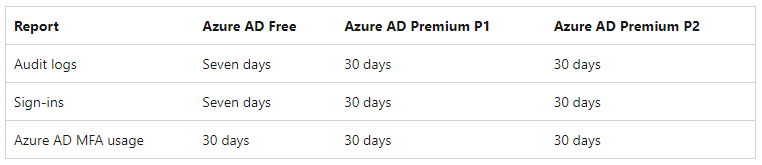 Report Azure AD Free Azure AD Premium P1 Azure AD Premium P2
Audit logs Seven days 30 days 30 days
Sign-ins Seven days 30 days 30 days
Azure AD MFA usage 30 days 30 days 30 days